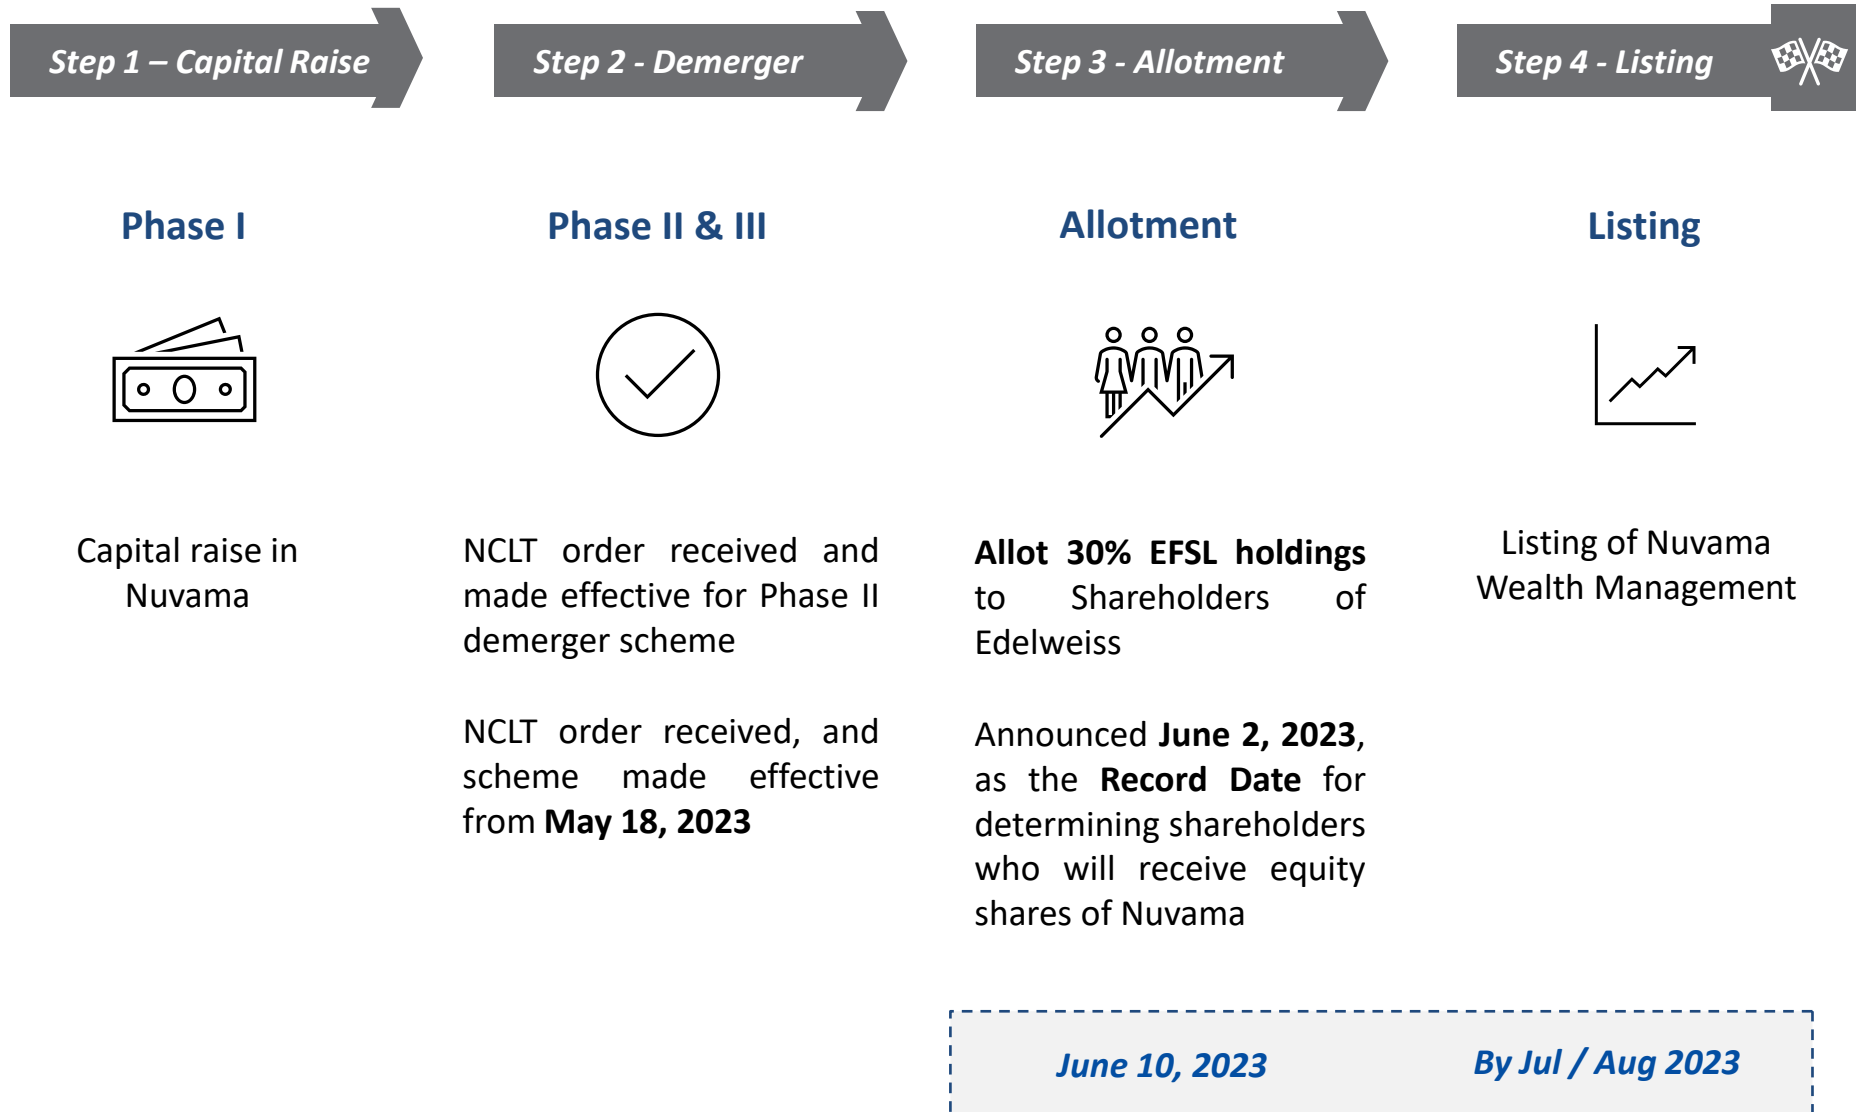 Step 1 – Capital Raise
Step 2 - Demerger
Step 3 - Allotment
Step 4 - Listing
Phase I
Phase II & III
Allotment
Listing
Capital raise in
Nuvama
NCLT order received and
made effective for Phase II
demerger scheme
NCLT order received, and
scheme made effective
from May 18, 2023
Allot 30% EFSL holdings
to Shareholders of
Edelweiss
Announced June 2, 2023,
as the Record Date for
determining shareholders
who will receive equity
shares of Nuvama
Listing of Nuvama
Wealth Management
June 10, 2023
By Jul / Aug 2023